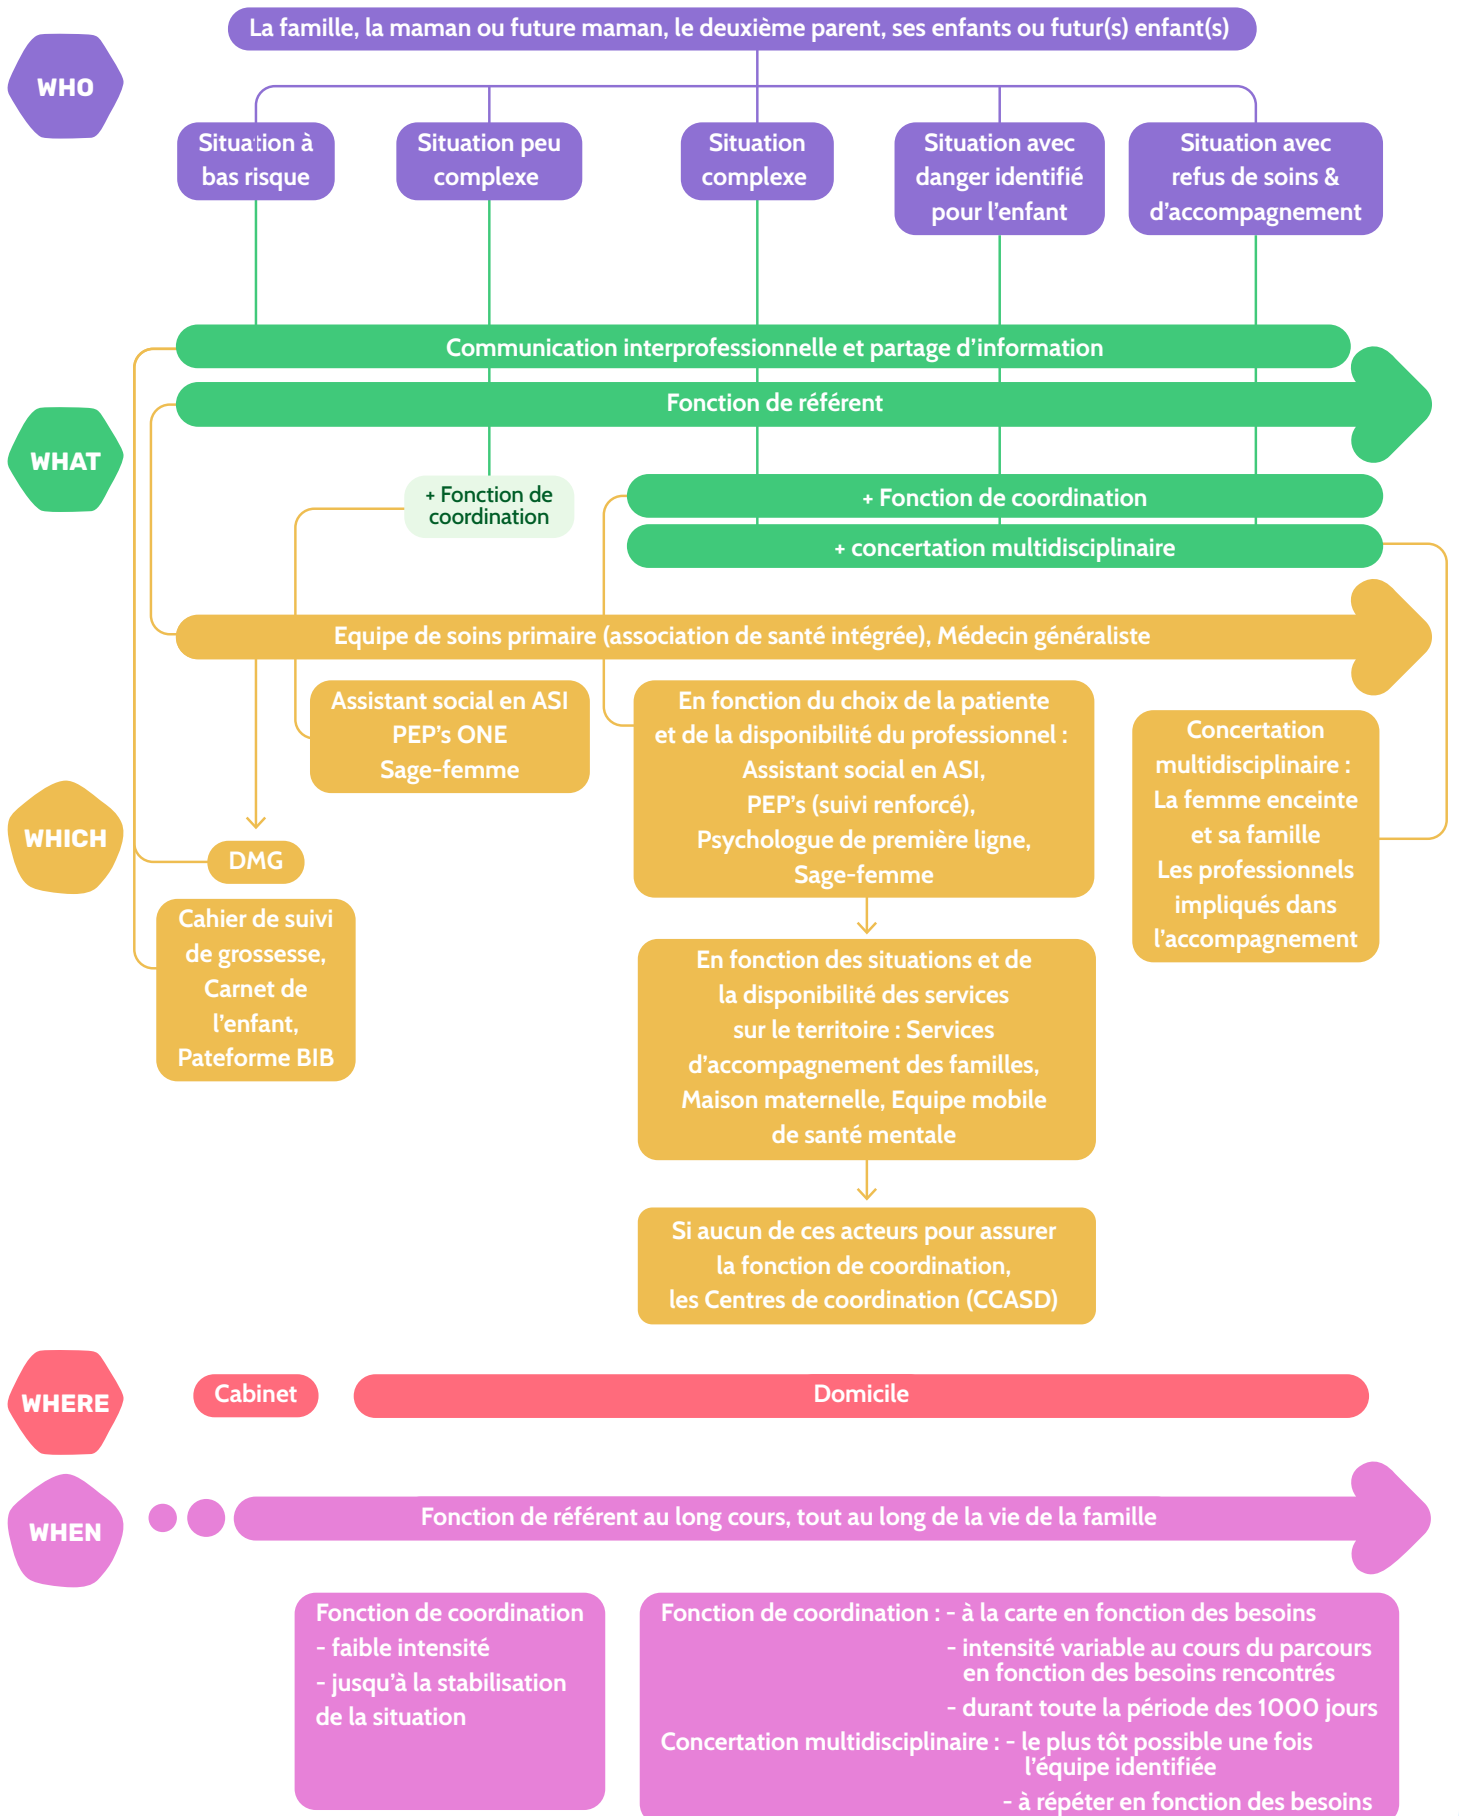 La famille, la maman ou future maman, le deuxième parent, ses enfants ou futur(s) enfant(s)
WHO
Situation à
bas risque
Situation peu
complexe
Situation
complexe
Situation avec
danger identifié
pour l'enfant
Situation avec
refus de soins &
d'accompagnement
Communication interprofessionnelle et partage d'information
Fonction de référent
WHAT
+ Fonction de
coordination
+ Fonction de coordination
+ concertation multidisciplinaire
Equipe de soins primaire (association de santé intégrée), Médecin généraliste
WHICH
Assistant social en ASI
PEP's ONE
Sage-femme
En fonction du choix de la patiente
et de la disponibilité du professionnel :
Assistant social en ASI,
PEP's (suivi renforcé),
Psychologue de première ligne,
Sage-femme
Concertation
multidisciplinaire :
La femme enceinte
et sa famille
Les professionnels
impliqués dans
l'accompagnement
DMG
Cahier de suivi
de grossesse,
Carnet de
l'enfant,
Pateforme BIB
En fonction des situations et de
la disponibilité des services
sur le territoire : Services
d'accompagnement des familles,
Maison maternelle, Equipe mobile
de santé mentale
Si aucun de ces acteurs pour assurer
la fonction de coordination,
les Centres de coordination (CCASD)
WHERE
Cabinet
Domicile
WHEN
Fonction de référent au long cours, tout au long de la vie de la famille
Fonction de coordination
- faible intensité
- jusqu'à la stabilisation
de la situation
Fonction de coordination : - à la carte en fonction des besoins
- intensité variable au cours du parcours
en fonction des besoins rencontrés
- durant toute la période des 1000 jours
Concertation multidisciplinaire : - le plus tôt possible une fois
l'équipe identifiée
- à répéter en fonction des besoins